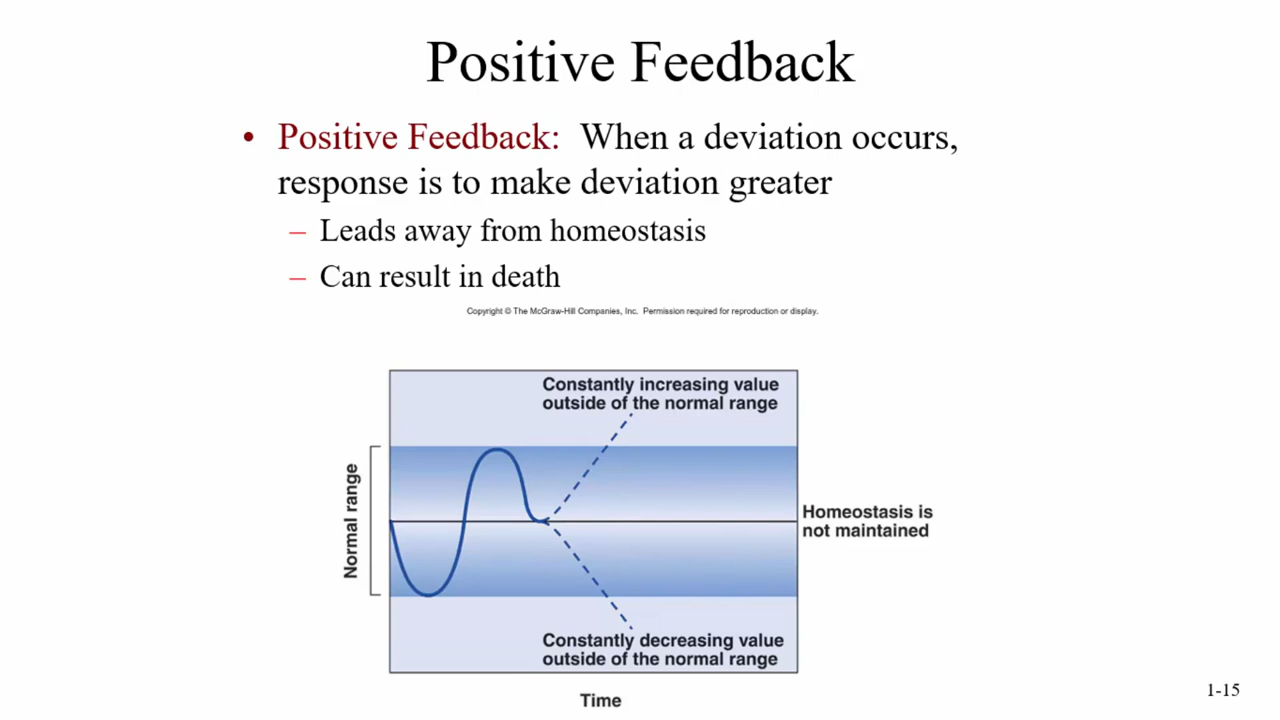 Positive Feedback
• Positive Feedback: When a deviation occurs,
response is to make deviation greater
– Leads away from homeostasis
– Can result in death
Copyright © The McGraw-Hill Companies, Inc. Permission required for reproduction or display.
Constantly increasing value
outside of the normal range
Normal range
Homeostasis is
not maintained
Constantly decreasing value
outside of the normal range
Time
1-15